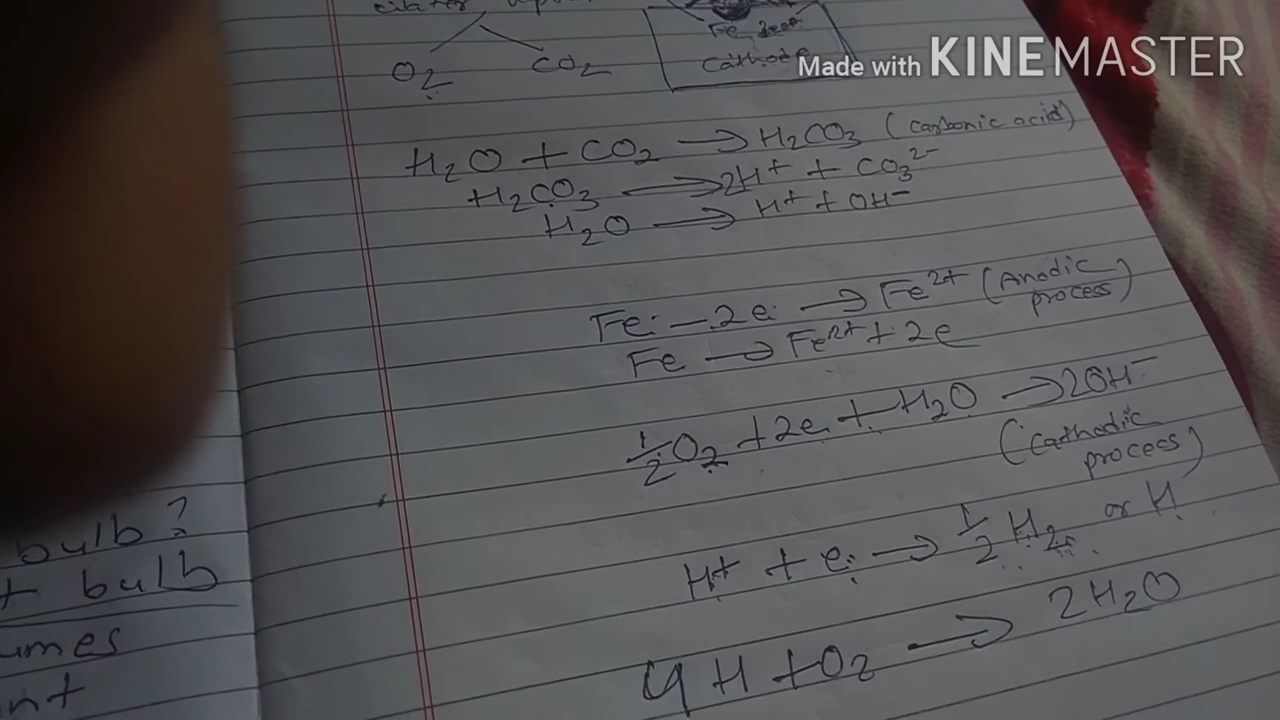 O2 CO2
Fe
Cathode
Made with KINEMASTER
H2O + CO2 → H2CO3 (carbonic acid)
H2CO3 → 2H+ + CO3 2-
H2O → H+ + OH-
Fe - 2e → Fe2+ (Anodic process)
Fe → Fe2+ + 2e
1/2 O2 + 2e + H2O → 2OH-
(Cathodic process)
H+ + e → 1/2 H2 or H
4H + O2 → 2H2O
bulb?
bulb